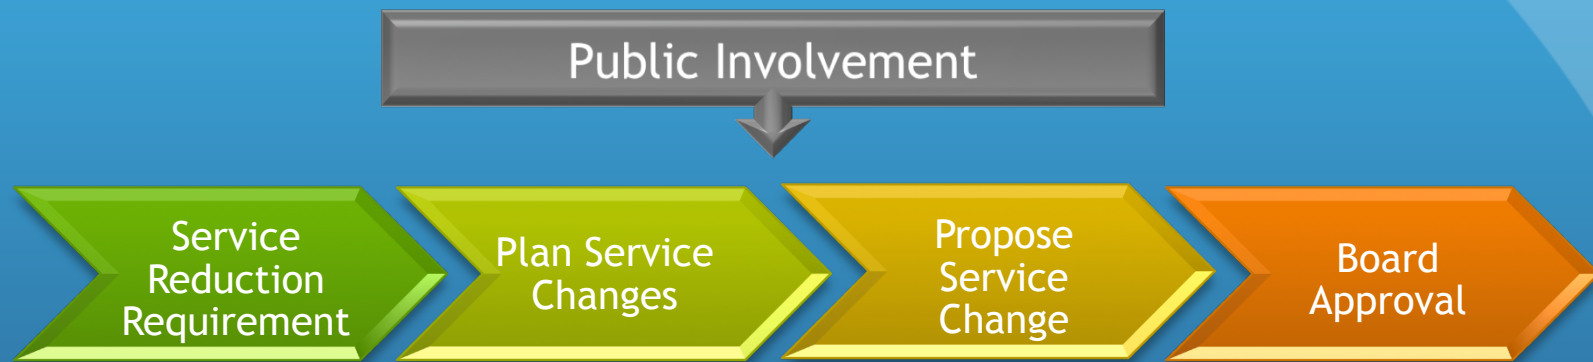 Public Involvement
Service
Reduction
Requirement
Plan Service
Changes
Propose
Service
Change
Board
Approval